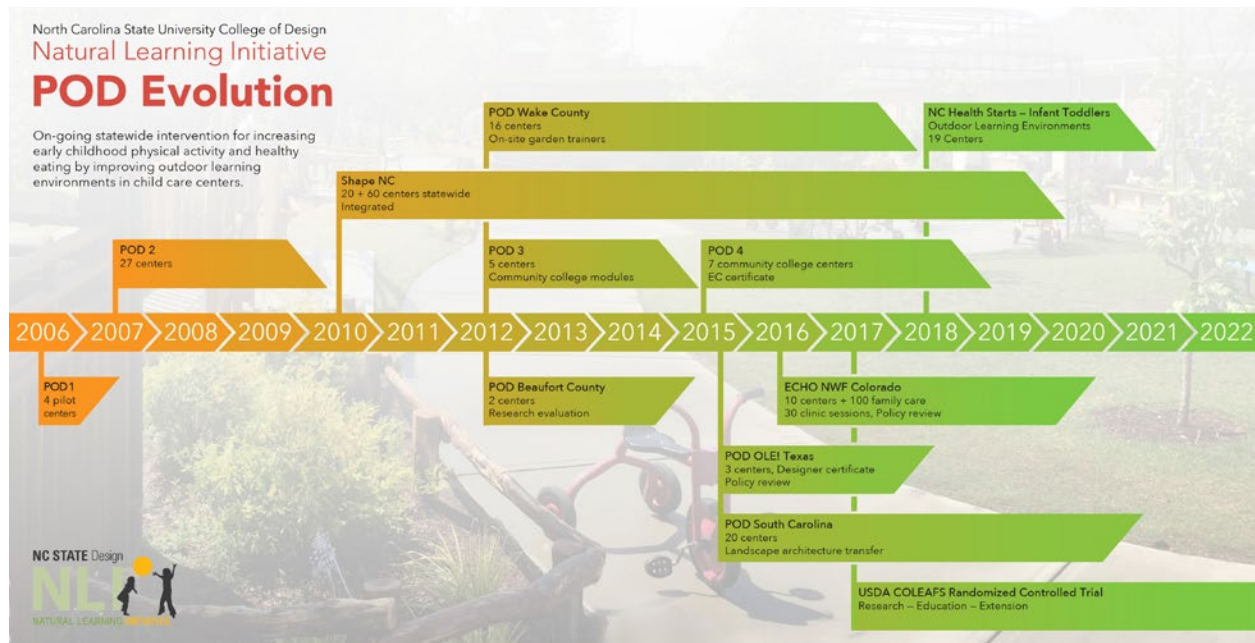 North Carolina State University College of Design
Natural Learning Initiative
POD Evolution
On-going statewide intervention for increasing
early childhood physical activity and healthy
eating by improving outdoor learning
environments in child care centers.
POD Wake County
16 centers
On-site garden trainers
NC Health Starts – Infant Toddlers
Outdoor Learning Environments
19 Centers
Shape NC
20 + 60 centers statewide
Integrated
POD 2
27 centers
POD 3
5 centers
Community college modules
POD 4
7 community college centers
EC certificate
2006 2007 2008 2009 2010 2011 2012 2013 2014 2015 2016 2017 2018 2019 2020 2021 2022
POD 1
4 pilot
centers
POD Beaufort County
2 centers
Research evaluation
ECHO NWF Colorado
10 centers + 100 family care
30 clinic sessions, Policy review
POD OLE! Texas
3 centers, Designer certificate
Policy review
POD South Carolina
20 centers
Landscape architecture transfer
USDA COLEAFS Randomized Controlled Trial
Research – Education – Extension
NC STATE Design
NLI
NATURAL LEARNING INITIATIVE